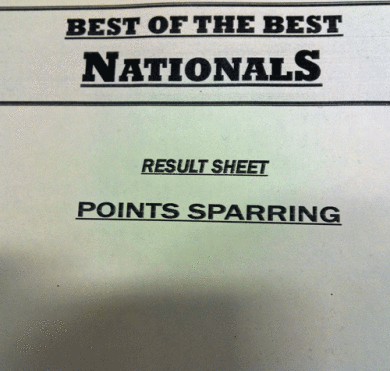 BEST OF THE BEST
NATIONALS
RESULT SHEET
POINTS SPARRING